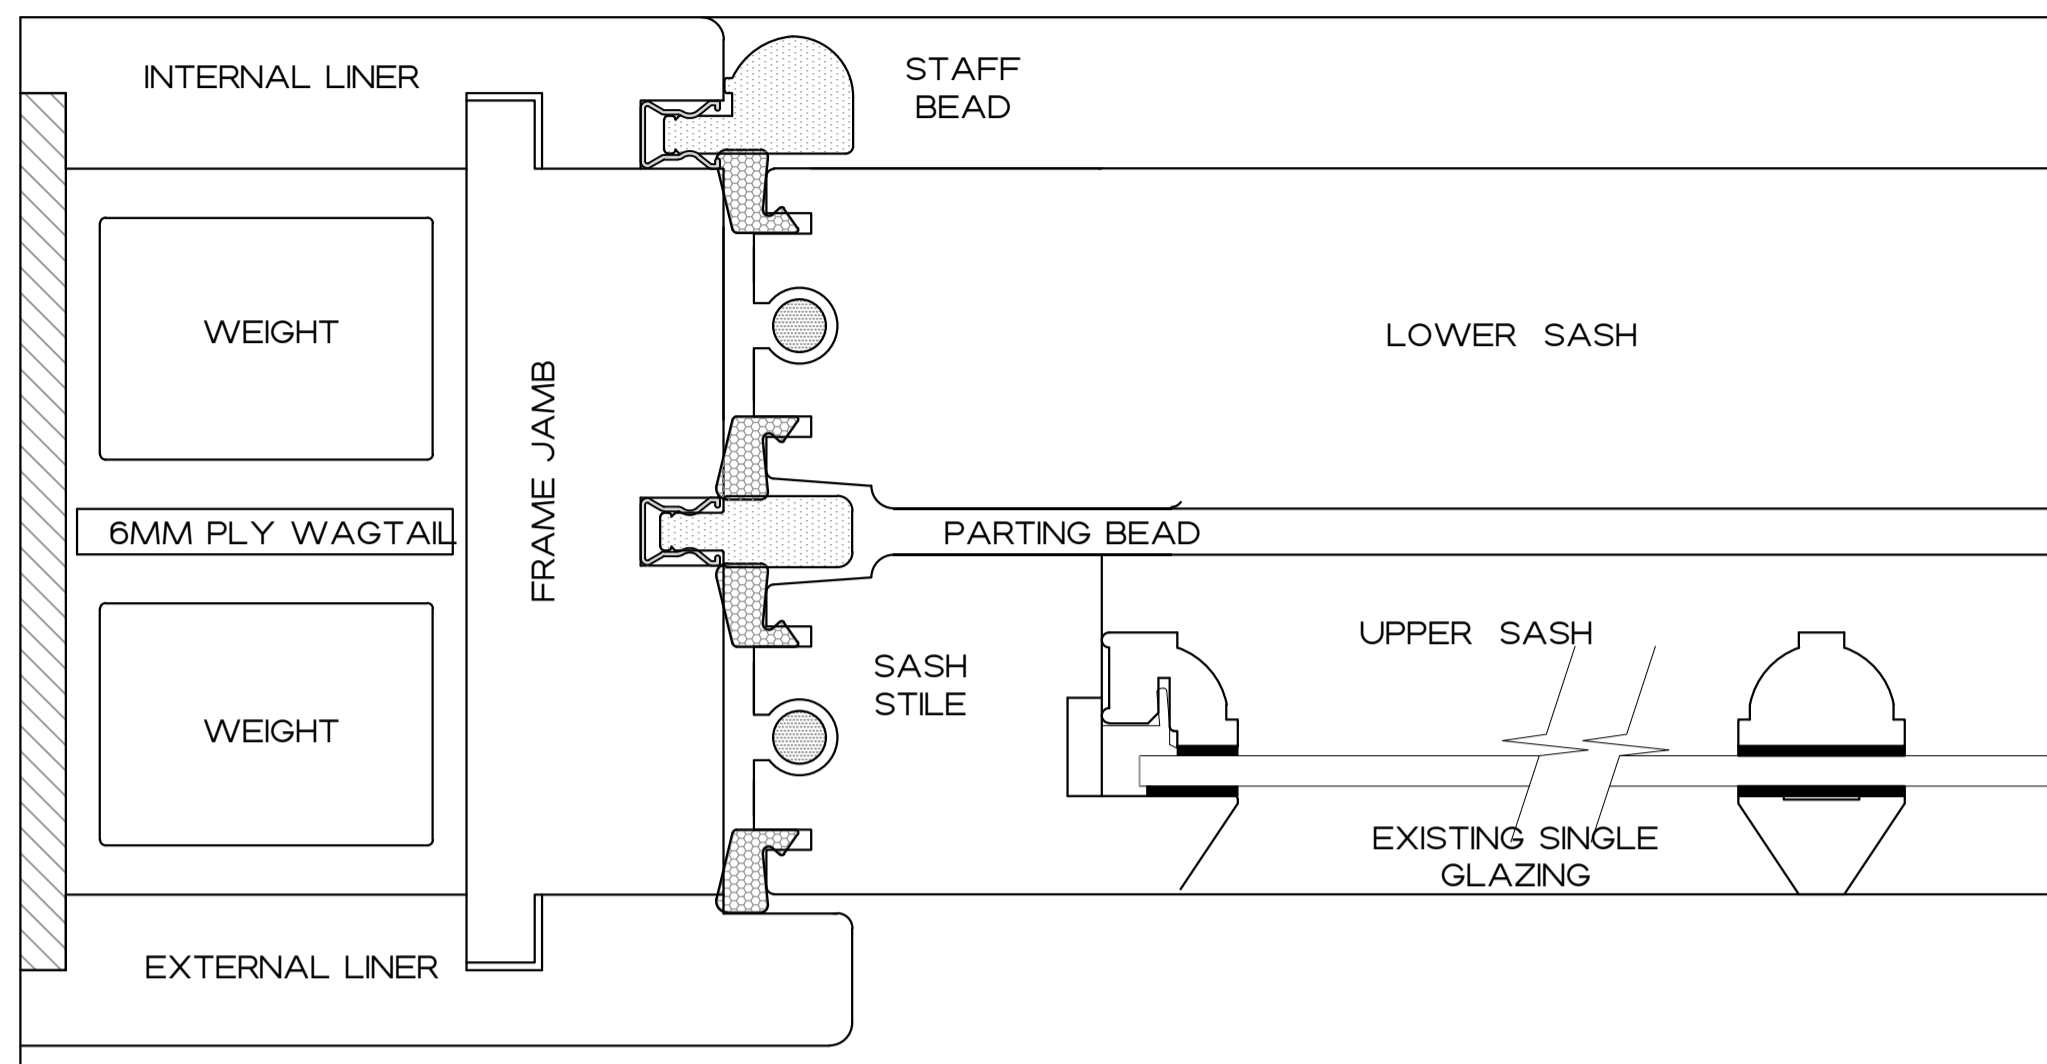 INTERNAL LINER
STAFF
BEAD
WEIGHT
LOWER SASH
FRAME JAMB
6MM PLY WAGTAIL
PARTING BEAD
UPPER SASH
SASH
STILE
WEIGHT
EXISTING SINGLE
GLAZING
EXTERNAL LINER